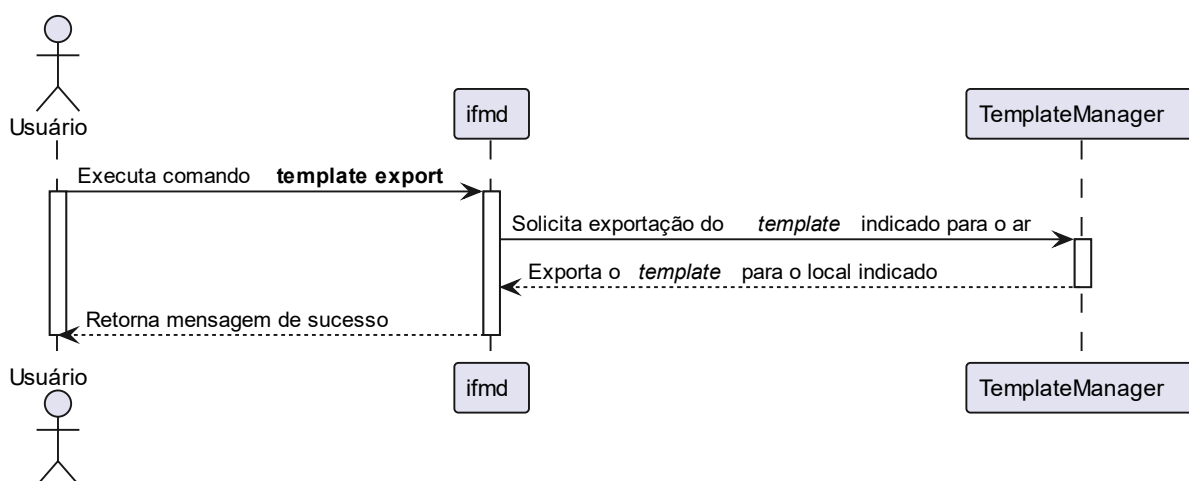 Usuário
ifmd
TemplateManager
Executa comando template export
Solicita exportação do template indicado para o ar
Exporta o template para o local indicado
Retorna mensagem de sucesso
Usuário
ifmd
TemplateManager